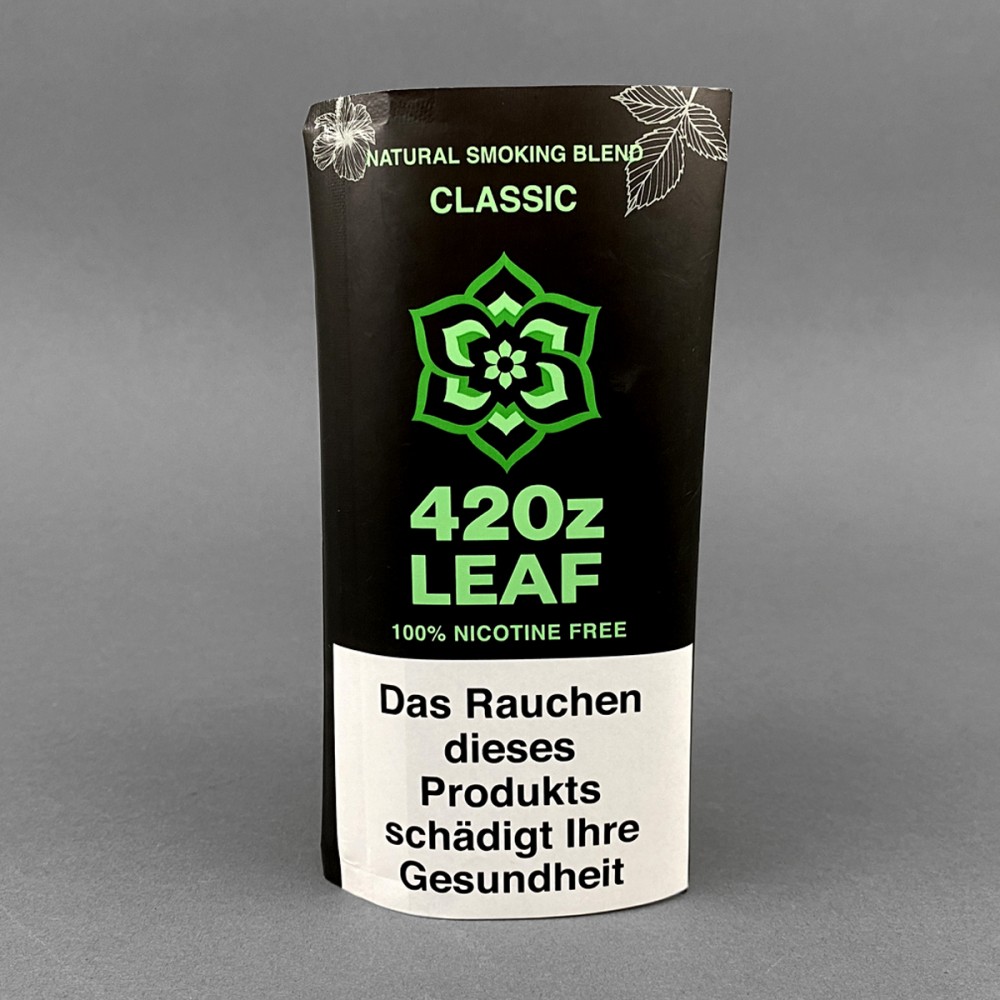 NATURAL SMOKING BLEND
CLASSIC
420z
LEAF
100% NICOTINE FREE
Das Rauchen
dieses
Produkts
schädigt Ihre
Gesundheit